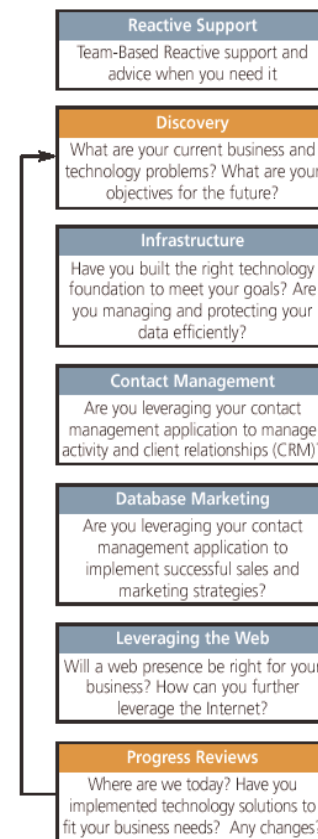 Reactive Support
Team-Based Reactive support and
advice when you need it
Discovery
What are your current business and
technology problems? What are your
objectives for the future?
Infrastructure
Have you built the right technology
foundation to meet your goals? Are
you managing and protecting your
data efficiently?
Contact Management
Are you leveraging your contact
management application to manage
activity and client relationships (CRM)?
Database Marketing
Are you leveraging your contact
management application to
implement successful sales and
marketing strategies?
Leveraging the Web
Will a web presence be right for your
business? How can you further
leverage the Internet?
Progress Reviews
Where are we today? Have you
implemented technology solutions to
fit your business needs? Any changes?